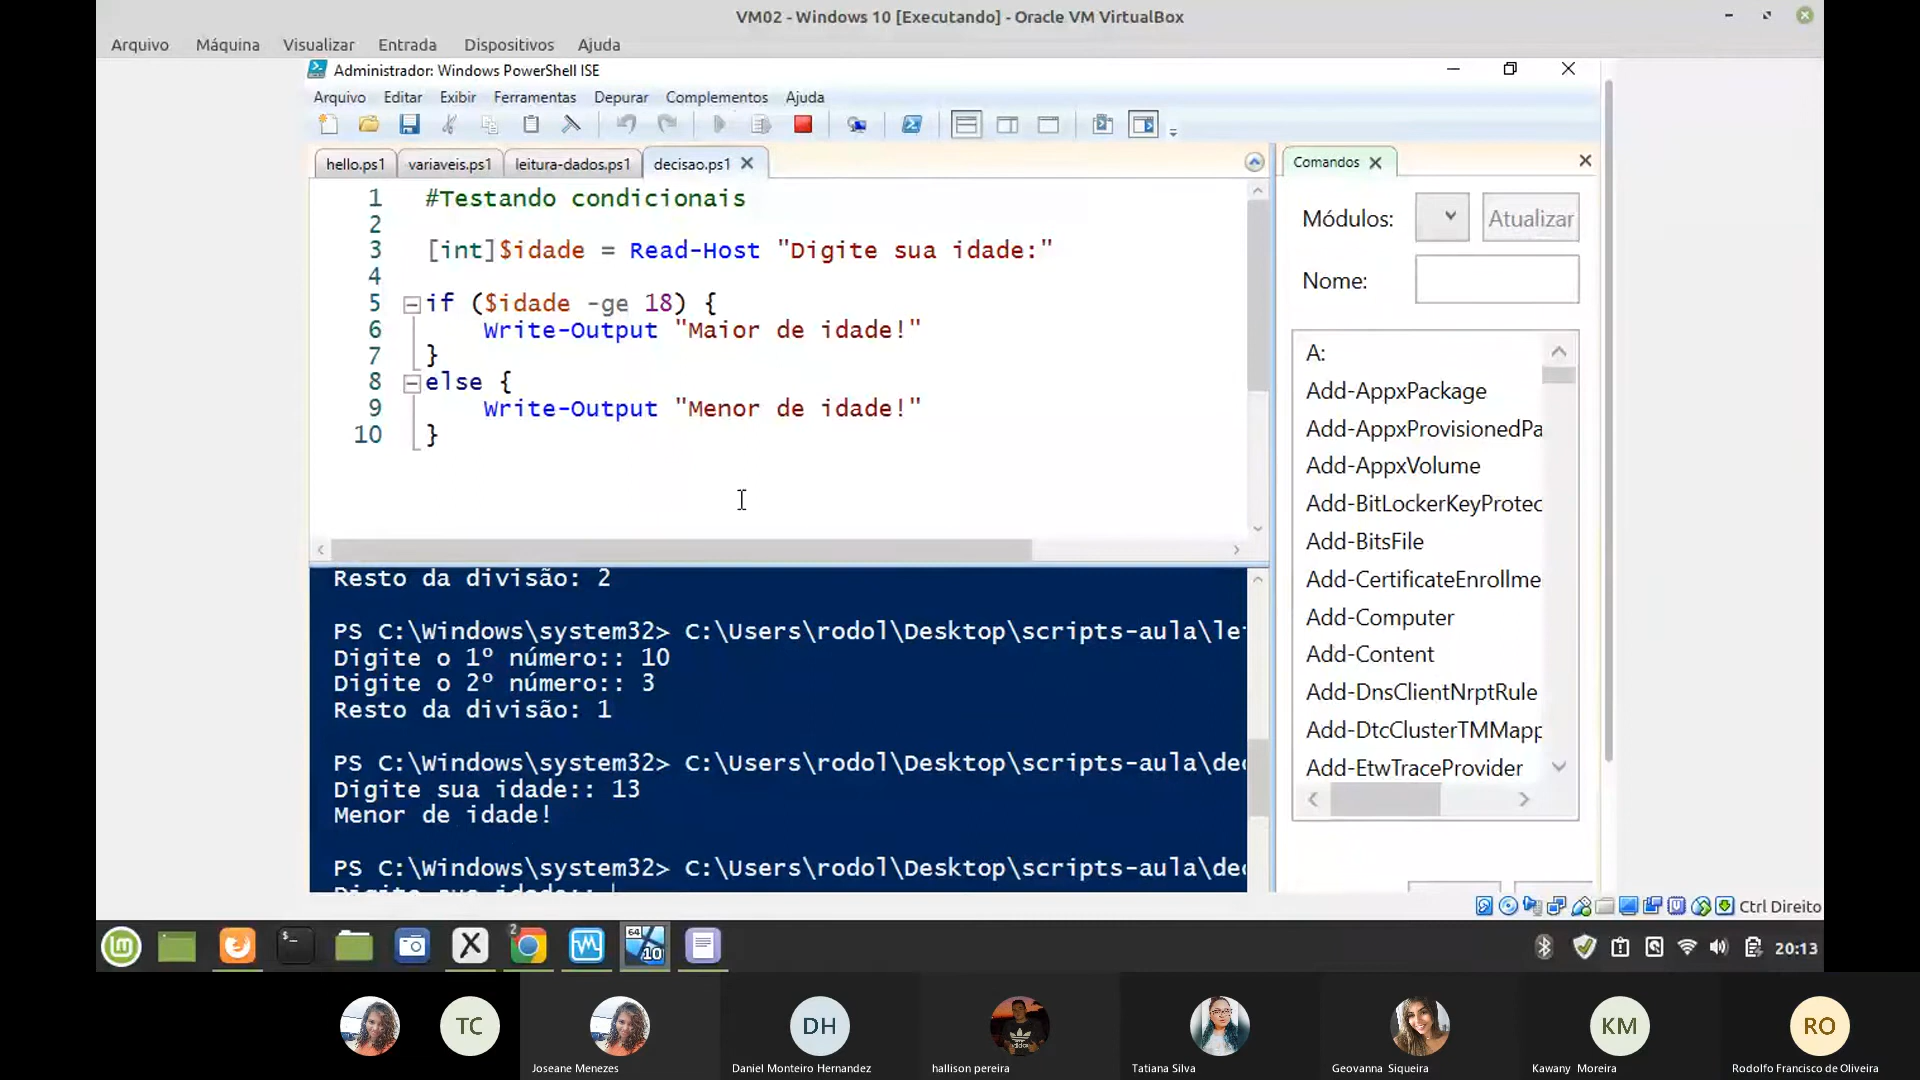 VM02 - Windows 10 [Executando] - Oracle VM VirtualBox
Arquivo Máquina Visualizar Entrada Dispositivos Ajuda
Administrador: Windows PowerShell ISE
Arquivo Editar Exibir Ferramentas Depurar Complementos Ajuda
hello.ps1 variaveis.ps1 leitura-dados.ps1 decisao.ps1
1 #Testando condicionais
2
3 [int]$idade = Read-Host "Digite sua idade:"
4
5 if ($idade -ge 18) {
6 Write-Output "Maior de idade!"
7 }
8 else {
9 Write-Output "Menor de idade!"
10 }
Resto da divisão: 2
PS C:\Windows\system32> C:\Users\rodol\Desktop\scripts-aula\le
Digite o 1º número:: 10
Digite o 2º número:: 3
Resto da divisão: 1
PS C:\Windows\system32> C:\Users\rodol\Desktop\scripts-aula\dec
Digite sua idade:: 13
Menor de idade!
PS C:\Windows\system32> C:\Users\rodol\Desktop\scripts-aula\dec
Digite sua idade::
Comandos
Módulos: Atualizar
Nome:
A:
Add-AppxPackage
Add-AppxProvisionedPa
Add-AppxVolume
Add-BitLockerKeyProtec
Add-BitsFile
Add-CertificateEnrollme
Add-Computer
Add-Content
Add-DnsClientNrptRule
Add-DtcClusterTMMapp
Add-EtwTraceProvider
Ctrl Direito
2
64
10
20:13
TC
DH
KM
RO
Joseane Menezes
Daniel Monteiro Hernandez
hallison pereira
Tatiana Silva
Geovanna Siqueira
Kawany Moreira
Rodolfo Francisco de Oliveira